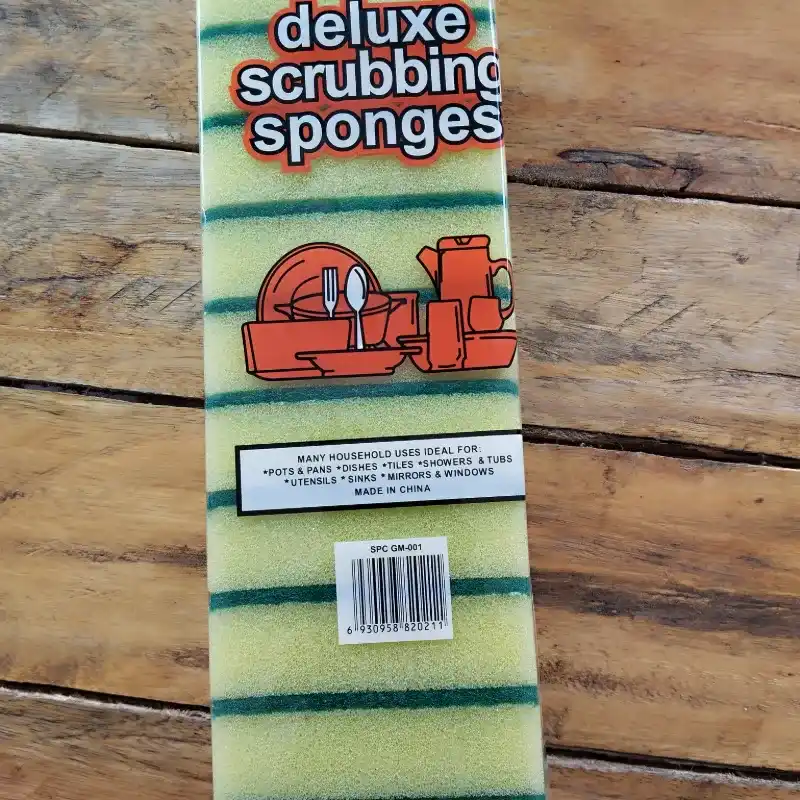 deluxe
scrubbing
sponges
MANY HOUSEHOLD USES IDEAL FOR:
*POTS & PANS *DISHES *TILES *SHOWERS & TUBS
*UTENSILS * SINKS * MIRRORS & WINDOWS
MADE IN CHINA
SPC GM-001
6 930958 820211